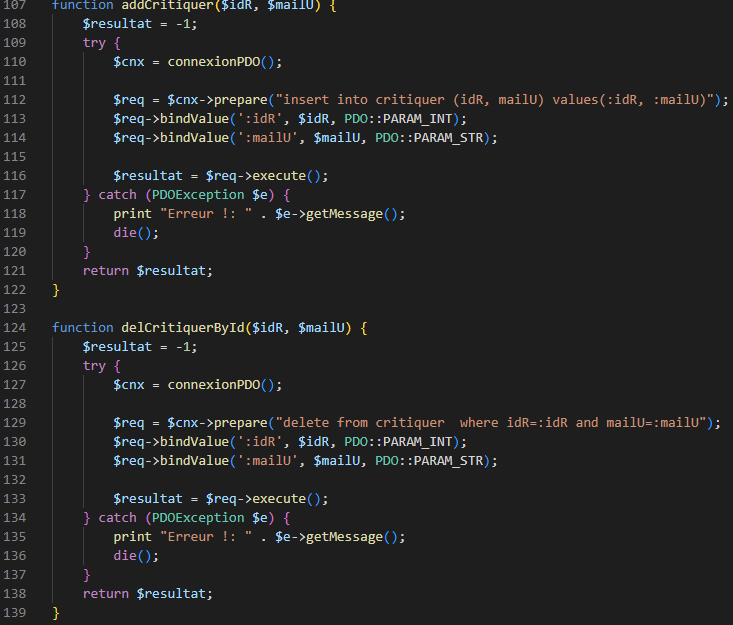 107 function addCritiquer($idR, $mailU) {
108     $resultat = -1;
109     try {
110         $cnx = connexionPDO();
111
112         $req = $cnx->prepare("insert into critiquer (idR, mailU) values(:idR, :mailU)");
113         $req->bindValue(':idR', $idR, PDO::PARAM_INT);
114         $req->bindValue(':mailU', $mailU, PDO::PARAM_STR);
115
116         $resultat = $req->execute();
117     } catch (PDOException $e) {
118         print "Erreur !: " . $e->getMessage();
119         die();
120     }
121     return $resultat;
122 }
123
124 function delCritiquerById($idR, $mailU) {
125     $resultat = -1;
126     try {
127         $cnx = connexionPDO();
128
129         $req = $cnx->prepare("delete from critiquer  where idR=:idR and mailU=:mailU");
130         $req->bindValue(':idR', $idR, PDO::PARAM_INT);
131         $req->bindValue(':mailU', $mailU, PDO::PARAM_STR);
132
133         $resultat = $req->execute();
134     } catch (PDOException $e) {
135         print "Erreur !: " . $e->getMessage();
136         die();
137     }
138     return $resultat;
139 }